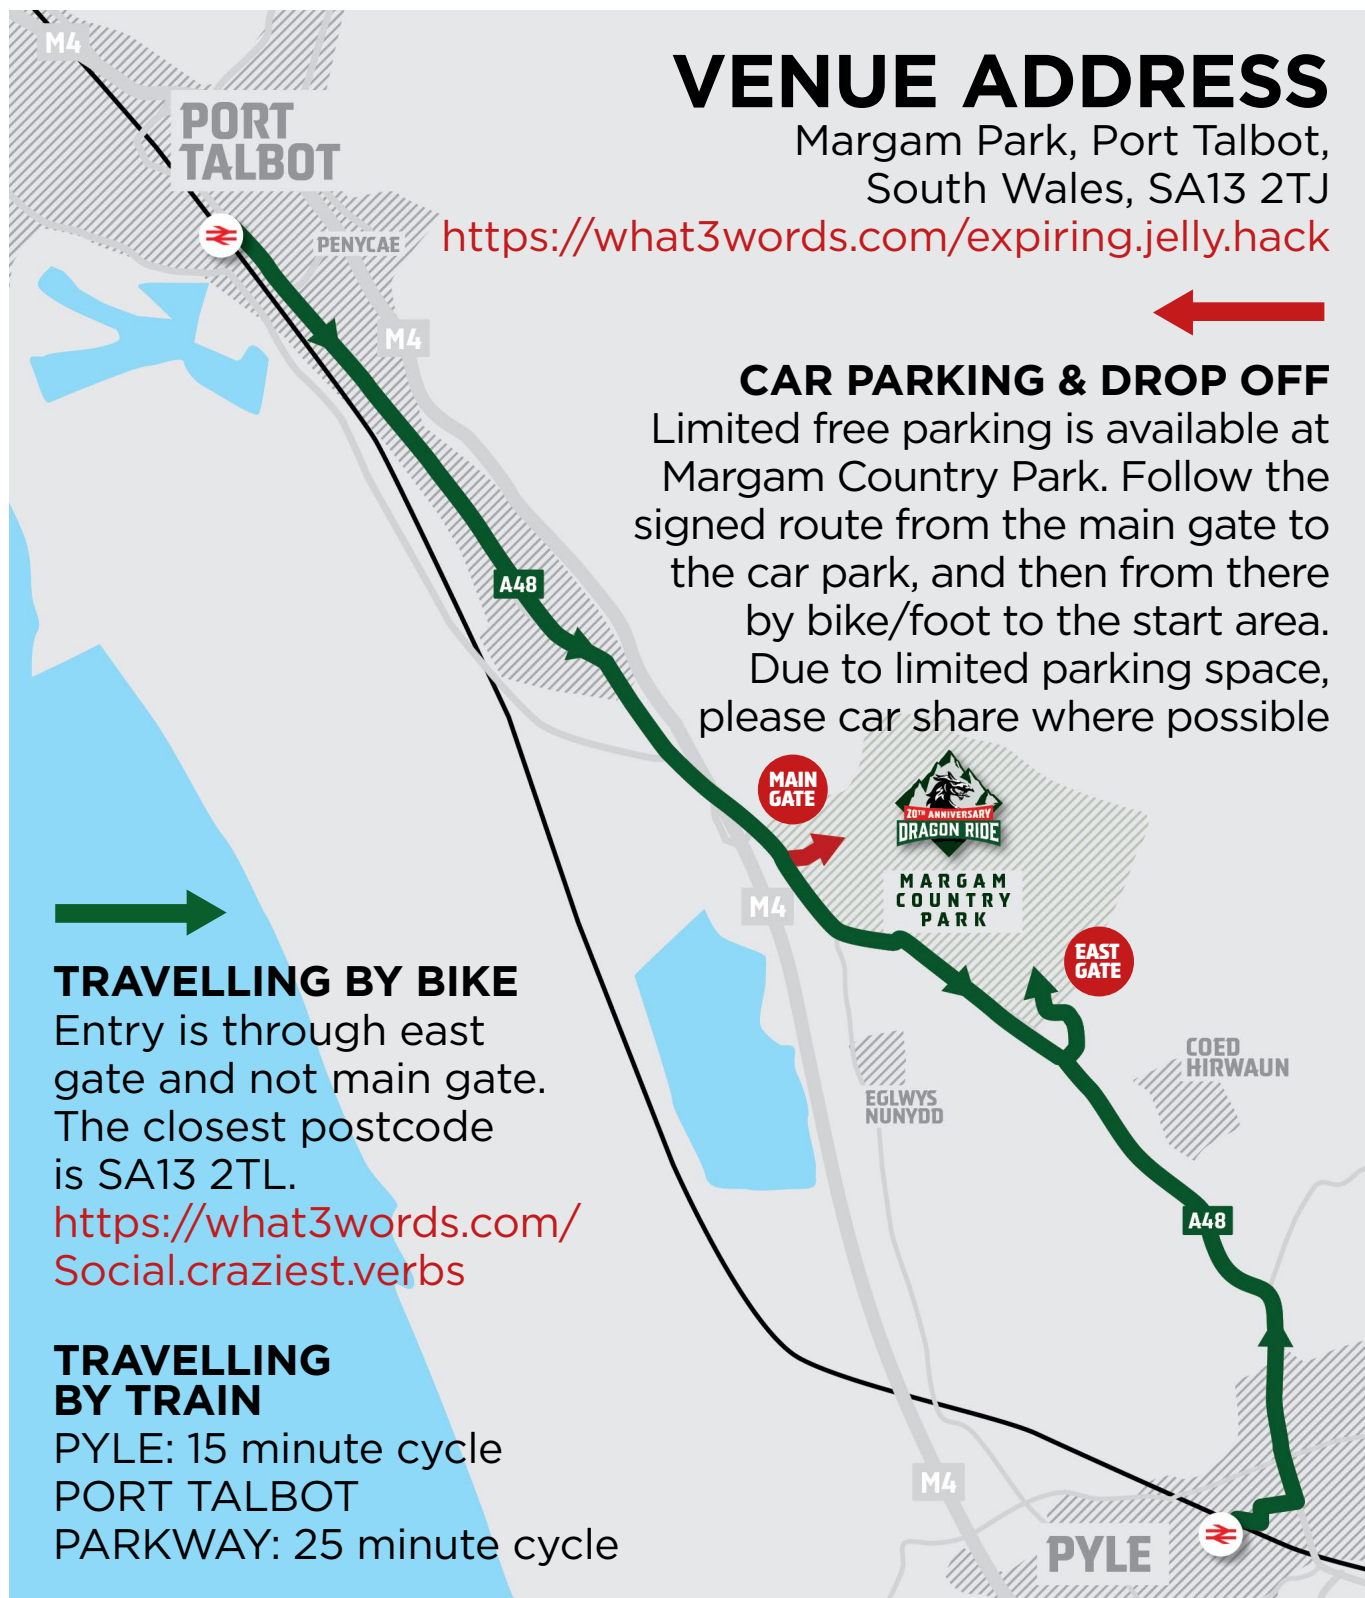 M4
PORT
TALBOT
VENUE ADDRESS
Margam Park, Port Talbot,
South Wales, SA13 2TJ
https://what3words.com/expiring.jelly.hack
PENYCAE
M4
CAR PARKING & DROP OFF
Limited free parking is available at
Margam Country Park. Follow the
signed route from the main gate to
the car park, and then from there
by bike/foot to the start area.
Due to limited parking space,
please car share where possible
A48
MAIN
GATE
20TH ANNIVERSARY
DRAGON RIDE
MARGAM
COUNTRY
PARK
M4
EAST
GATE
TRAVELLING BY BIKE
Entry is through east
gate and not main gate.
The closest postcode
is SA13 2TL.
https://what3words.com/
Social.craziest.verbs
COED
HIRWAUN
EGLWYS
NUNYDD
A48
TRAVELLING
BY TRAIN
PYLE: 15 minute cycle
PORT TALBOT
PARKWAY: 25 minute cycle
M4
PYLE